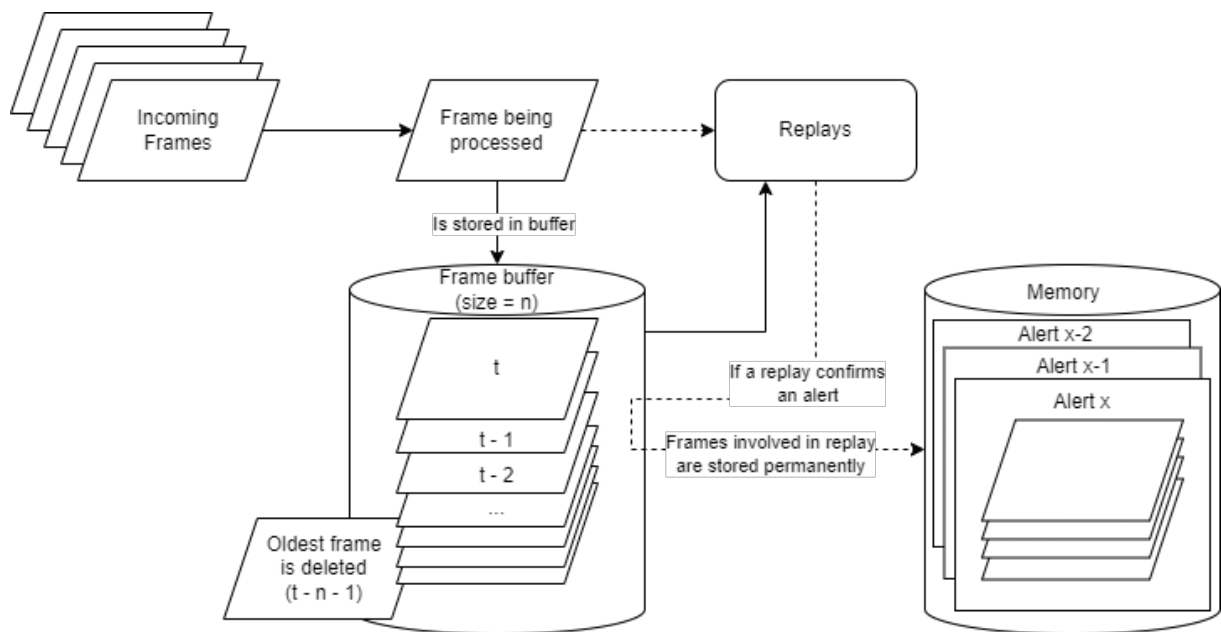 Incoming
Frames
Frame being
processed
Replays
Is stored in buffer
Frame buffer
(size = n)
t
t - 1
t - 2
...
Oldest frame
is deleted
(t - n - 1)
If a replay confirms
an alert
Frames involved in replay
are stored permanently
Memory
Alert x-2
Alert x-1
Alert x